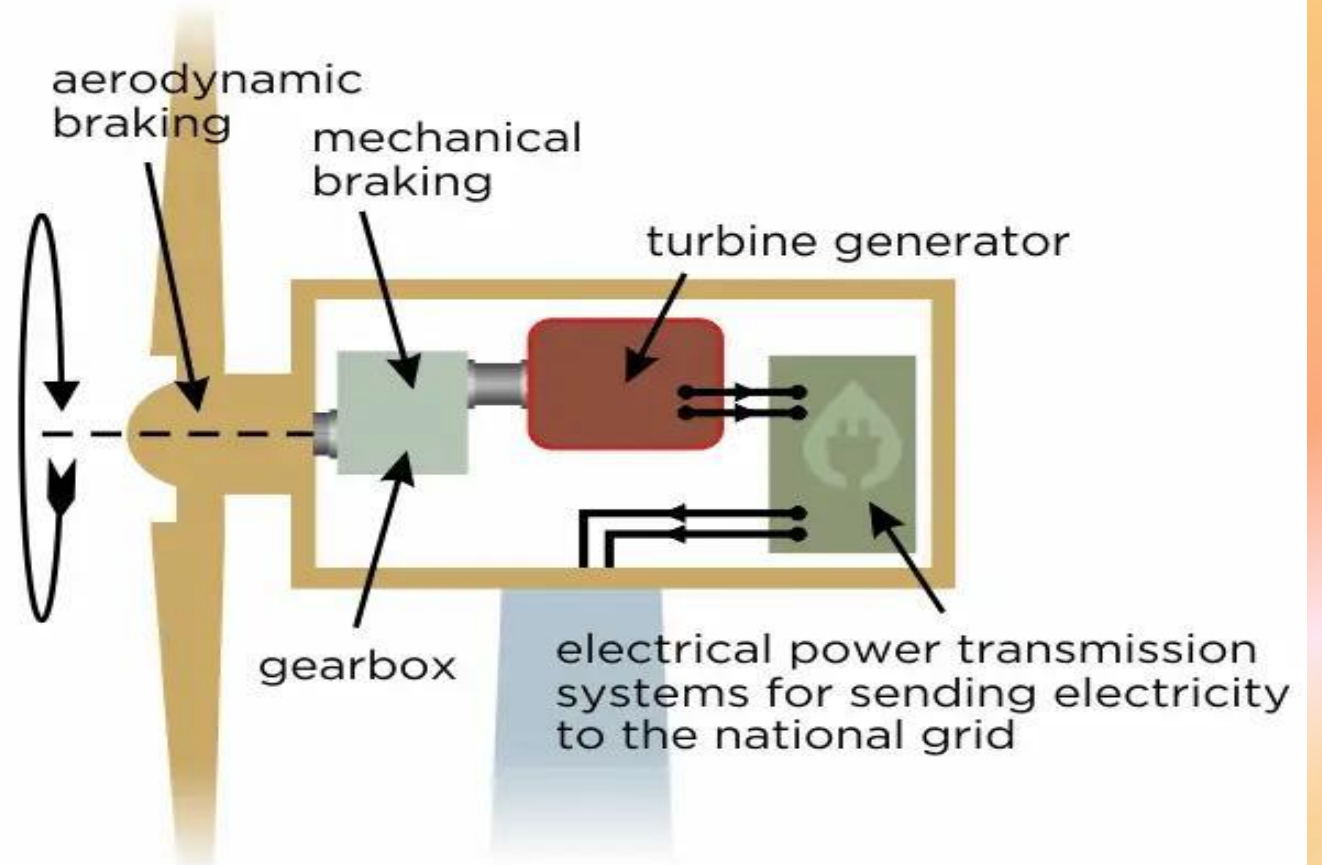 aerodynamic
braking
mechanical
braking
turbine generator
gearbox
electrical power transmission
systems for sending electricity
to the national grid